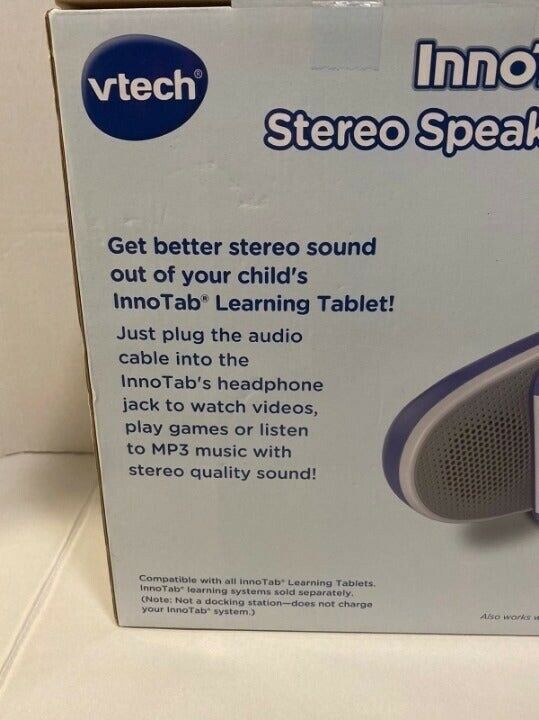 vtech®
Inno
Stereo Speak
Get better stereo sound
out of your child's
InnoTab® Learning Tablet!
Just plug the audio
cable into the
InnoTab's headphone
jack to watch videos,
play games or listen
to MP3 music with
stereo quality sound!
Compatible with all InnoTab® Learning Tablets.
InnoTab® learning systems sold separately.
(Note: Not a docking station—does not charge
your InnoTab® system.)
Also works w